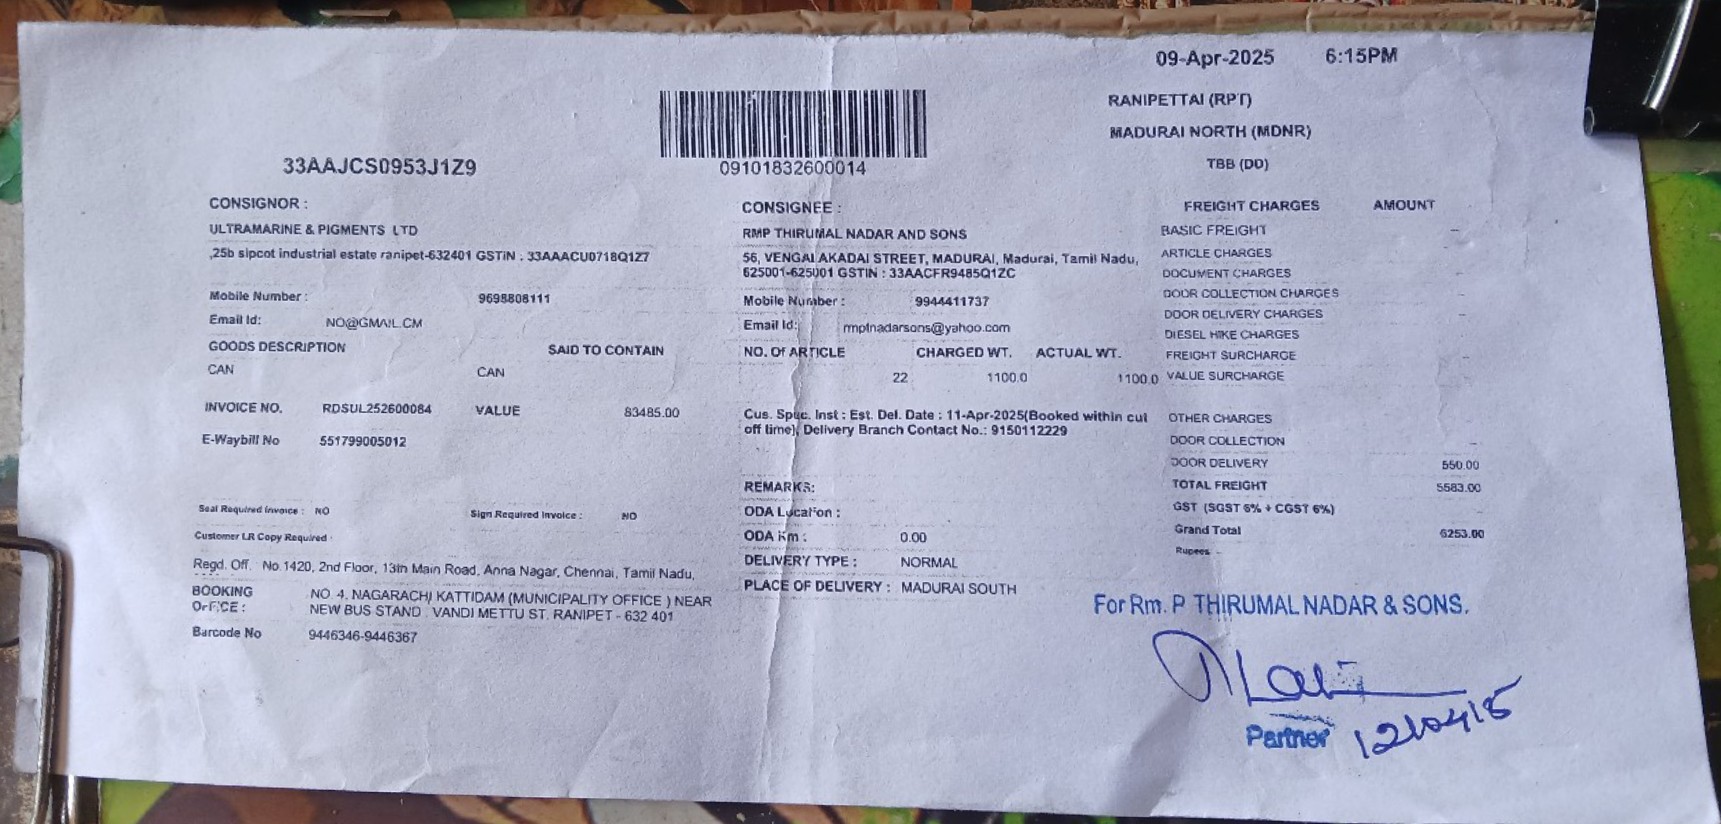 09-Apr-2025 6:15PM
RANIPETTAI (RPT)
MADURAI NORTH (MDNR)
TBB (DD)
33AAJCS0953J1Z9
09101832600014
CONSIGNOR :
ULTRAMARINE & PIGMENTS LTD
,25b sipcot industrial estate ranipet-632401 GSTIN : 33AAACU0718Q1Z7
Mobile Number : 9698808111
Email Id: NO@GMAIL.CM
GOODS DESCRIPTION SAID TO CONTAIN
CAN CAN
INVOICE NO. RDSUL252600084 VALUE 83485.00
E-Waybill No 551799005012
Seal Required Invoice : NO Sign Required Invoice : NO
Customer LR Copy Required
Regd. Off. No.1420, 2nd Floor, 13th Main Road, Anna Nagar, Chennai, Tamil Nadu,
BOOKING OFFICE : NO. 4, NAGARACHI KATTIDAM (MUNICIPALITY OFFICE ) NEAR
NEW BUS STAND . VANDI METTU ST. RANIPET - 632 401
Barcode No 9446346-9446367
CONSIGNEE :
RMP THIRUMAL NADAR AND SONS
56, VENGALAKADAI STREET, MADURAI, Madurai, Tamil Nadu,
625001-625001 GSTIN : 33AACFR9485Q1ZC
Mobile Number : 9944411737
Email Id: rmptnadarsons@yahoo.com
NO. Of ARTICLE CHARGED WT. ACTUAL WT.
22 1100.0 1100.0
Cus. Spec. Inst : Est. Del. Date : 11-Apr-2025(Booked within cut
off time), Delivery Branch Contact No.: 9150112229
REMARKS:
ODA Location :
ODA Km : 0.00
DELIVERY TYPE : NORMAL
PLACE OF DELIVERY : MADURAI SOUTH
FREIGHT CHARGES AMOUNT
BASIC FREIGHT --
ARTICLE CHARGES --
DOCUMENT CHARGES --
DOOR COLLECTION CHARGES --
DOOR DELIVERY CHARGES --
DIESEL HIKE CHARGES --
FREIGHT SURCHARGE --
VALUE SURCHARGE --
OTHER CHARGES --
DOOR COLLECTION --
DOOR DELIVERY 550.00
TOTAL FREIGHT 5583.00
GST (SGST 6% + CGST 6%)
Grand Total 6253.00
Rupees -
For Rm. P THIRUMAL NADAR & SONS.
Partner